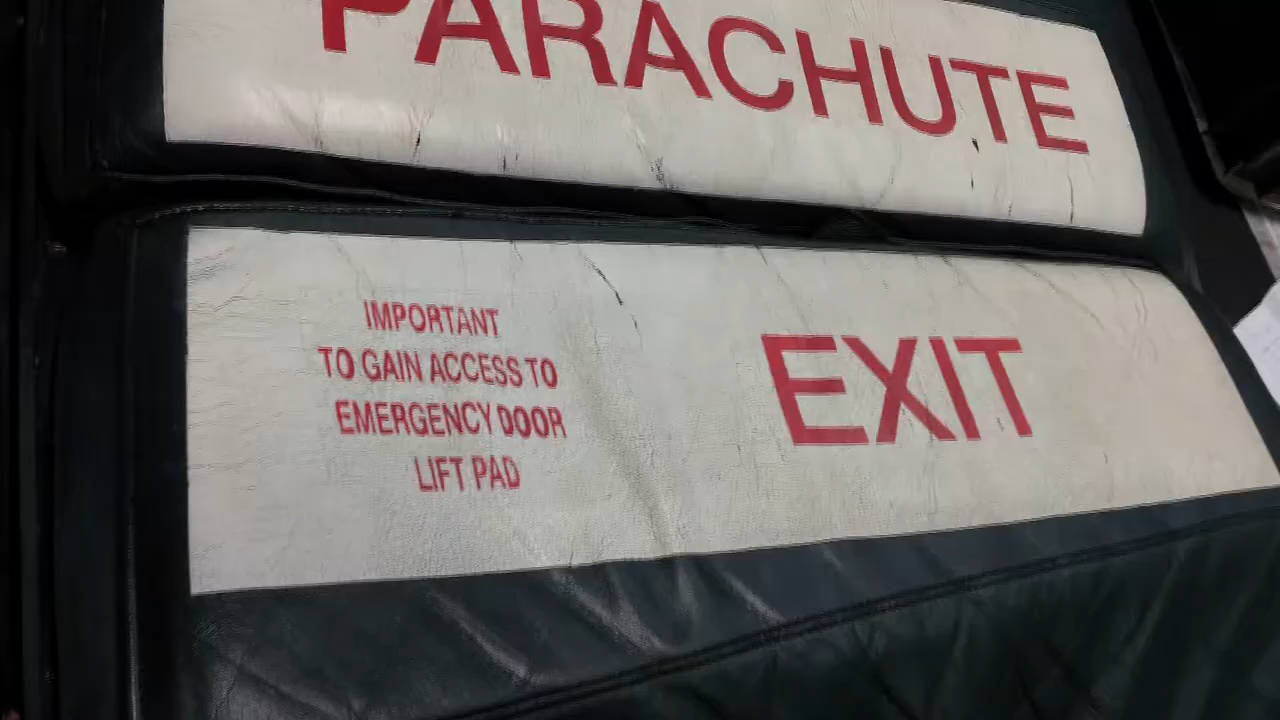 PARACHUTE
IMPORTANT
TO GAIN ACCESS TO
EMERGENCY DOOR
LIFT PAD
EXIT